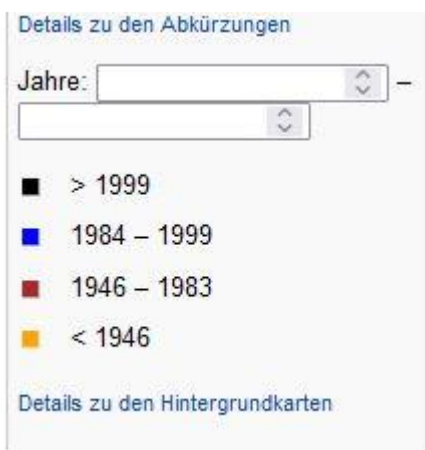 Details zu den Abkürzungen
Jahre: –
> 1999
1984 – 1999
1946 – 1983
< 1946
Details zu den Hintergrundkarten